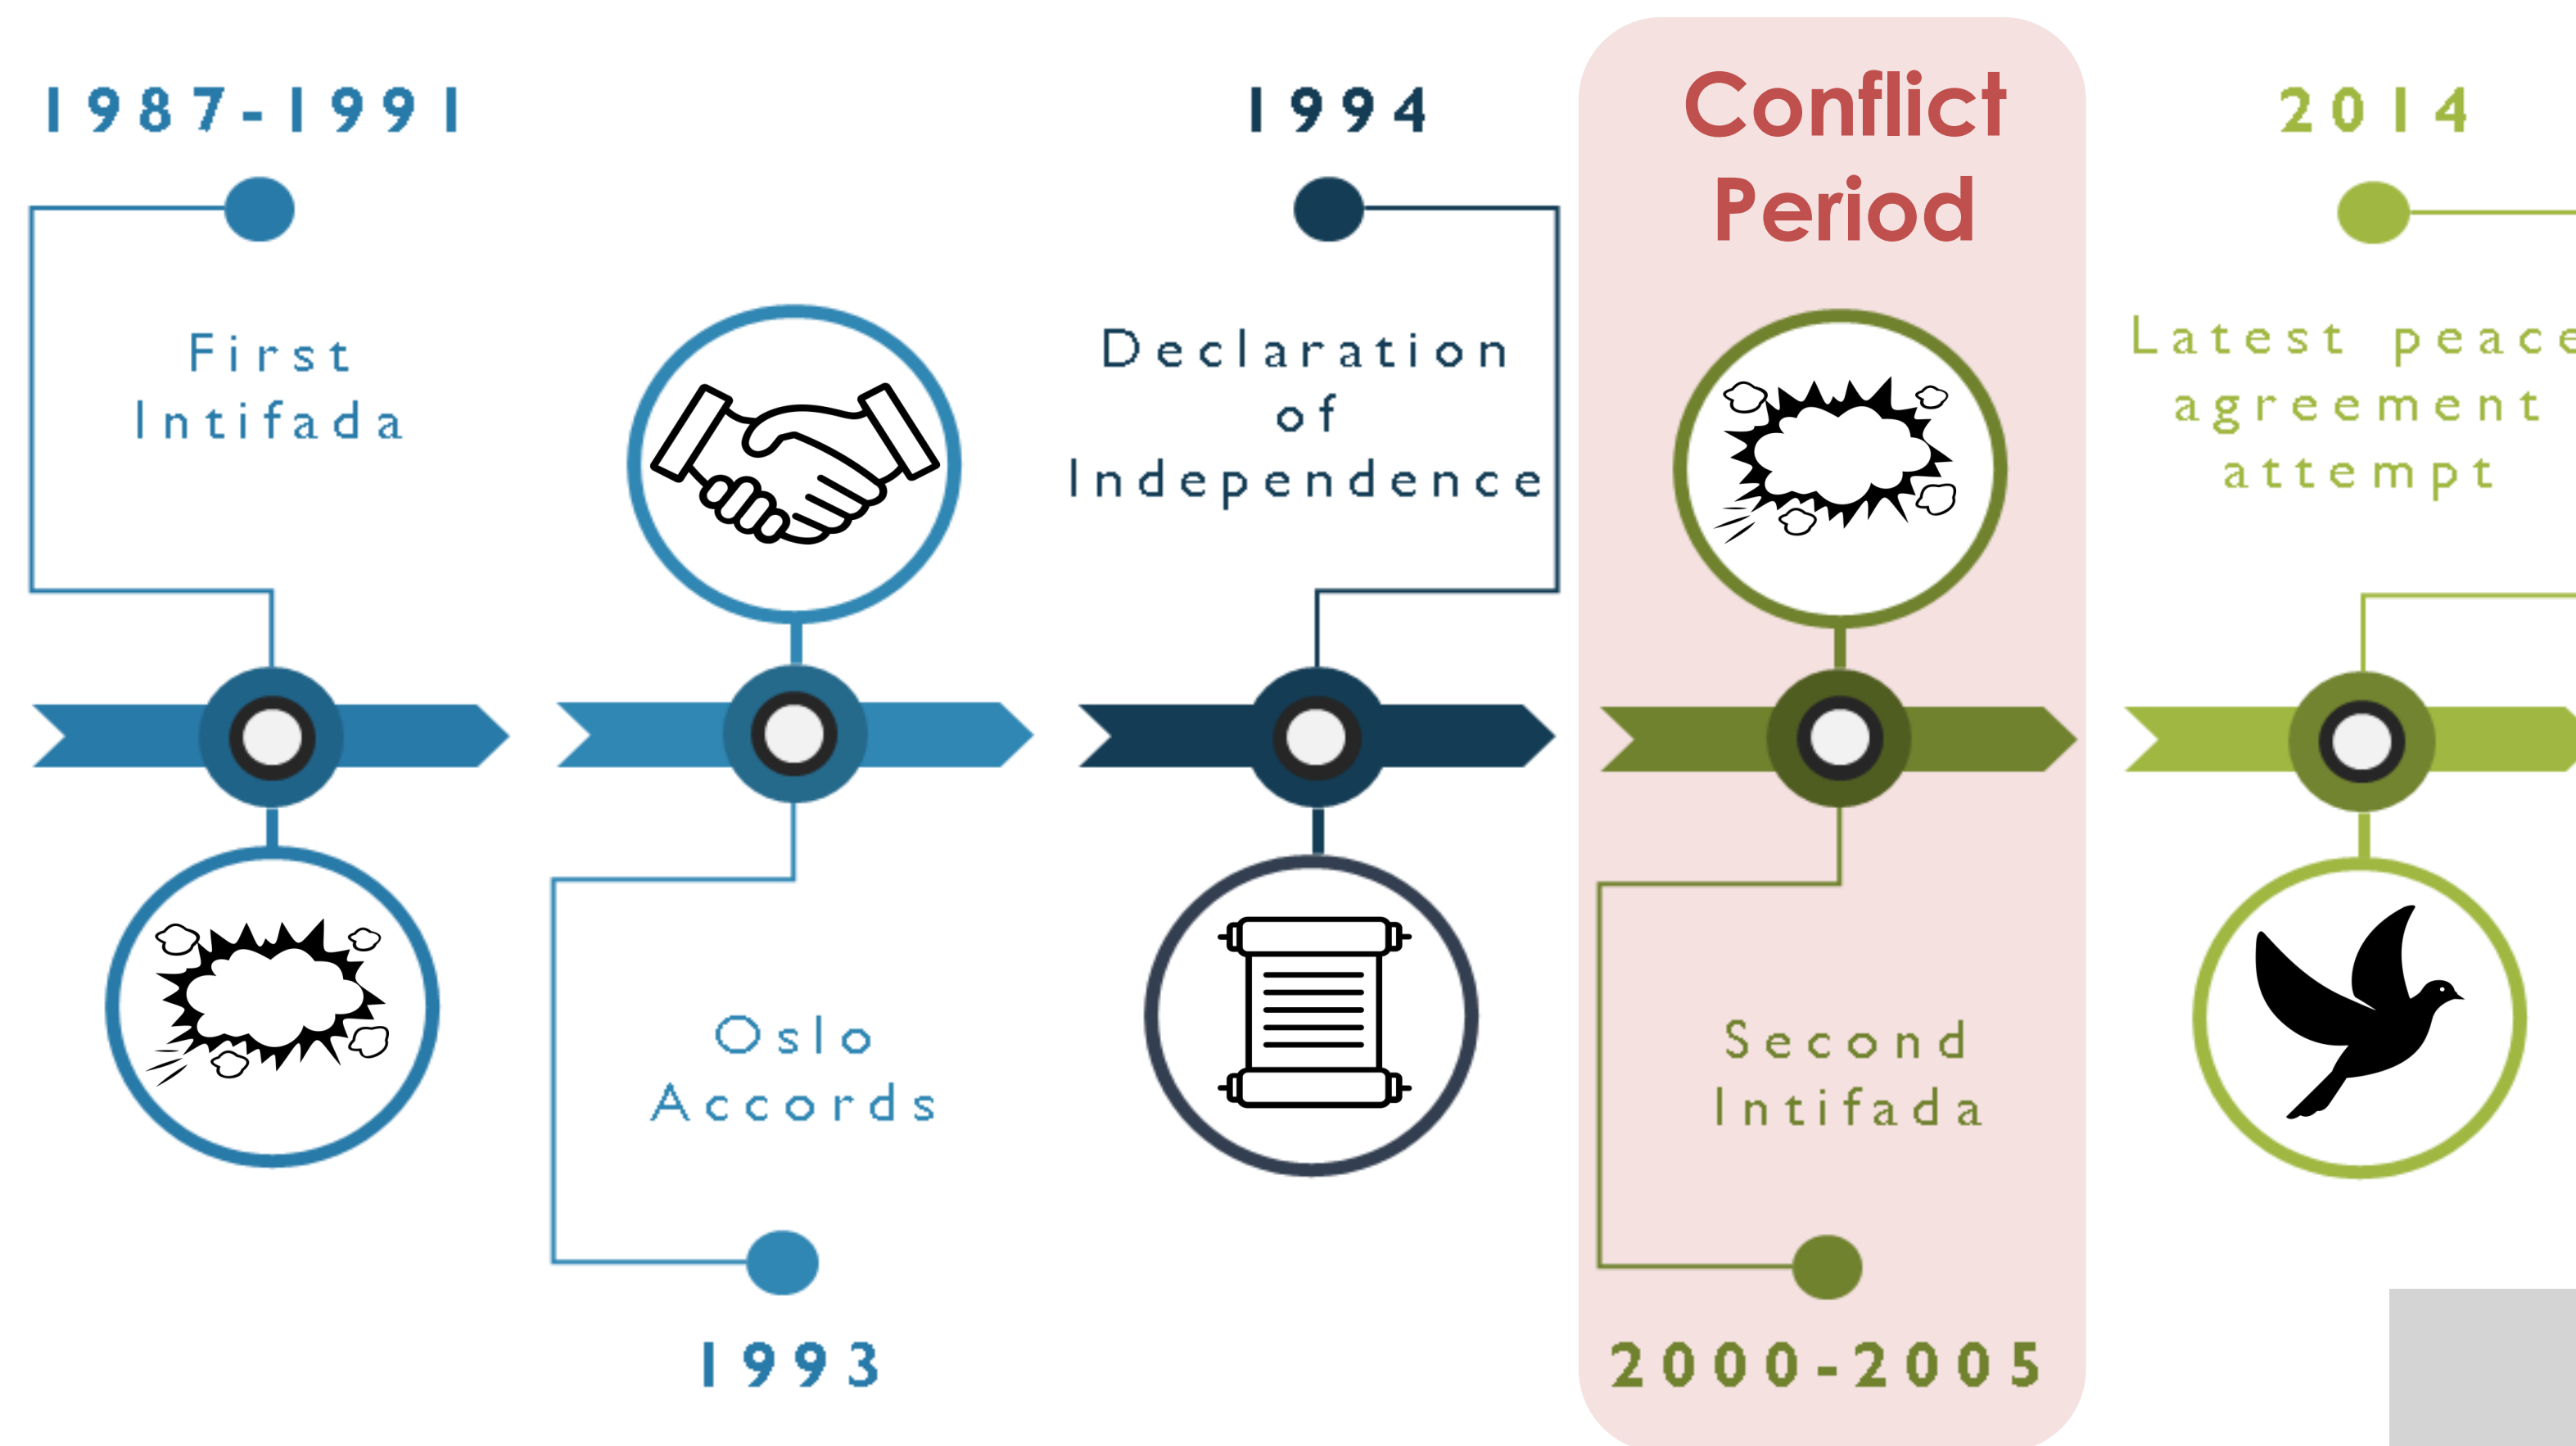 1987-1991
First
Intifada
Oslo
Accords
1993
1994
Declaration
of
Independence
Conflict
Period
Second
Intifada
2000-2005
2014
Latest peace
agreement
attempt